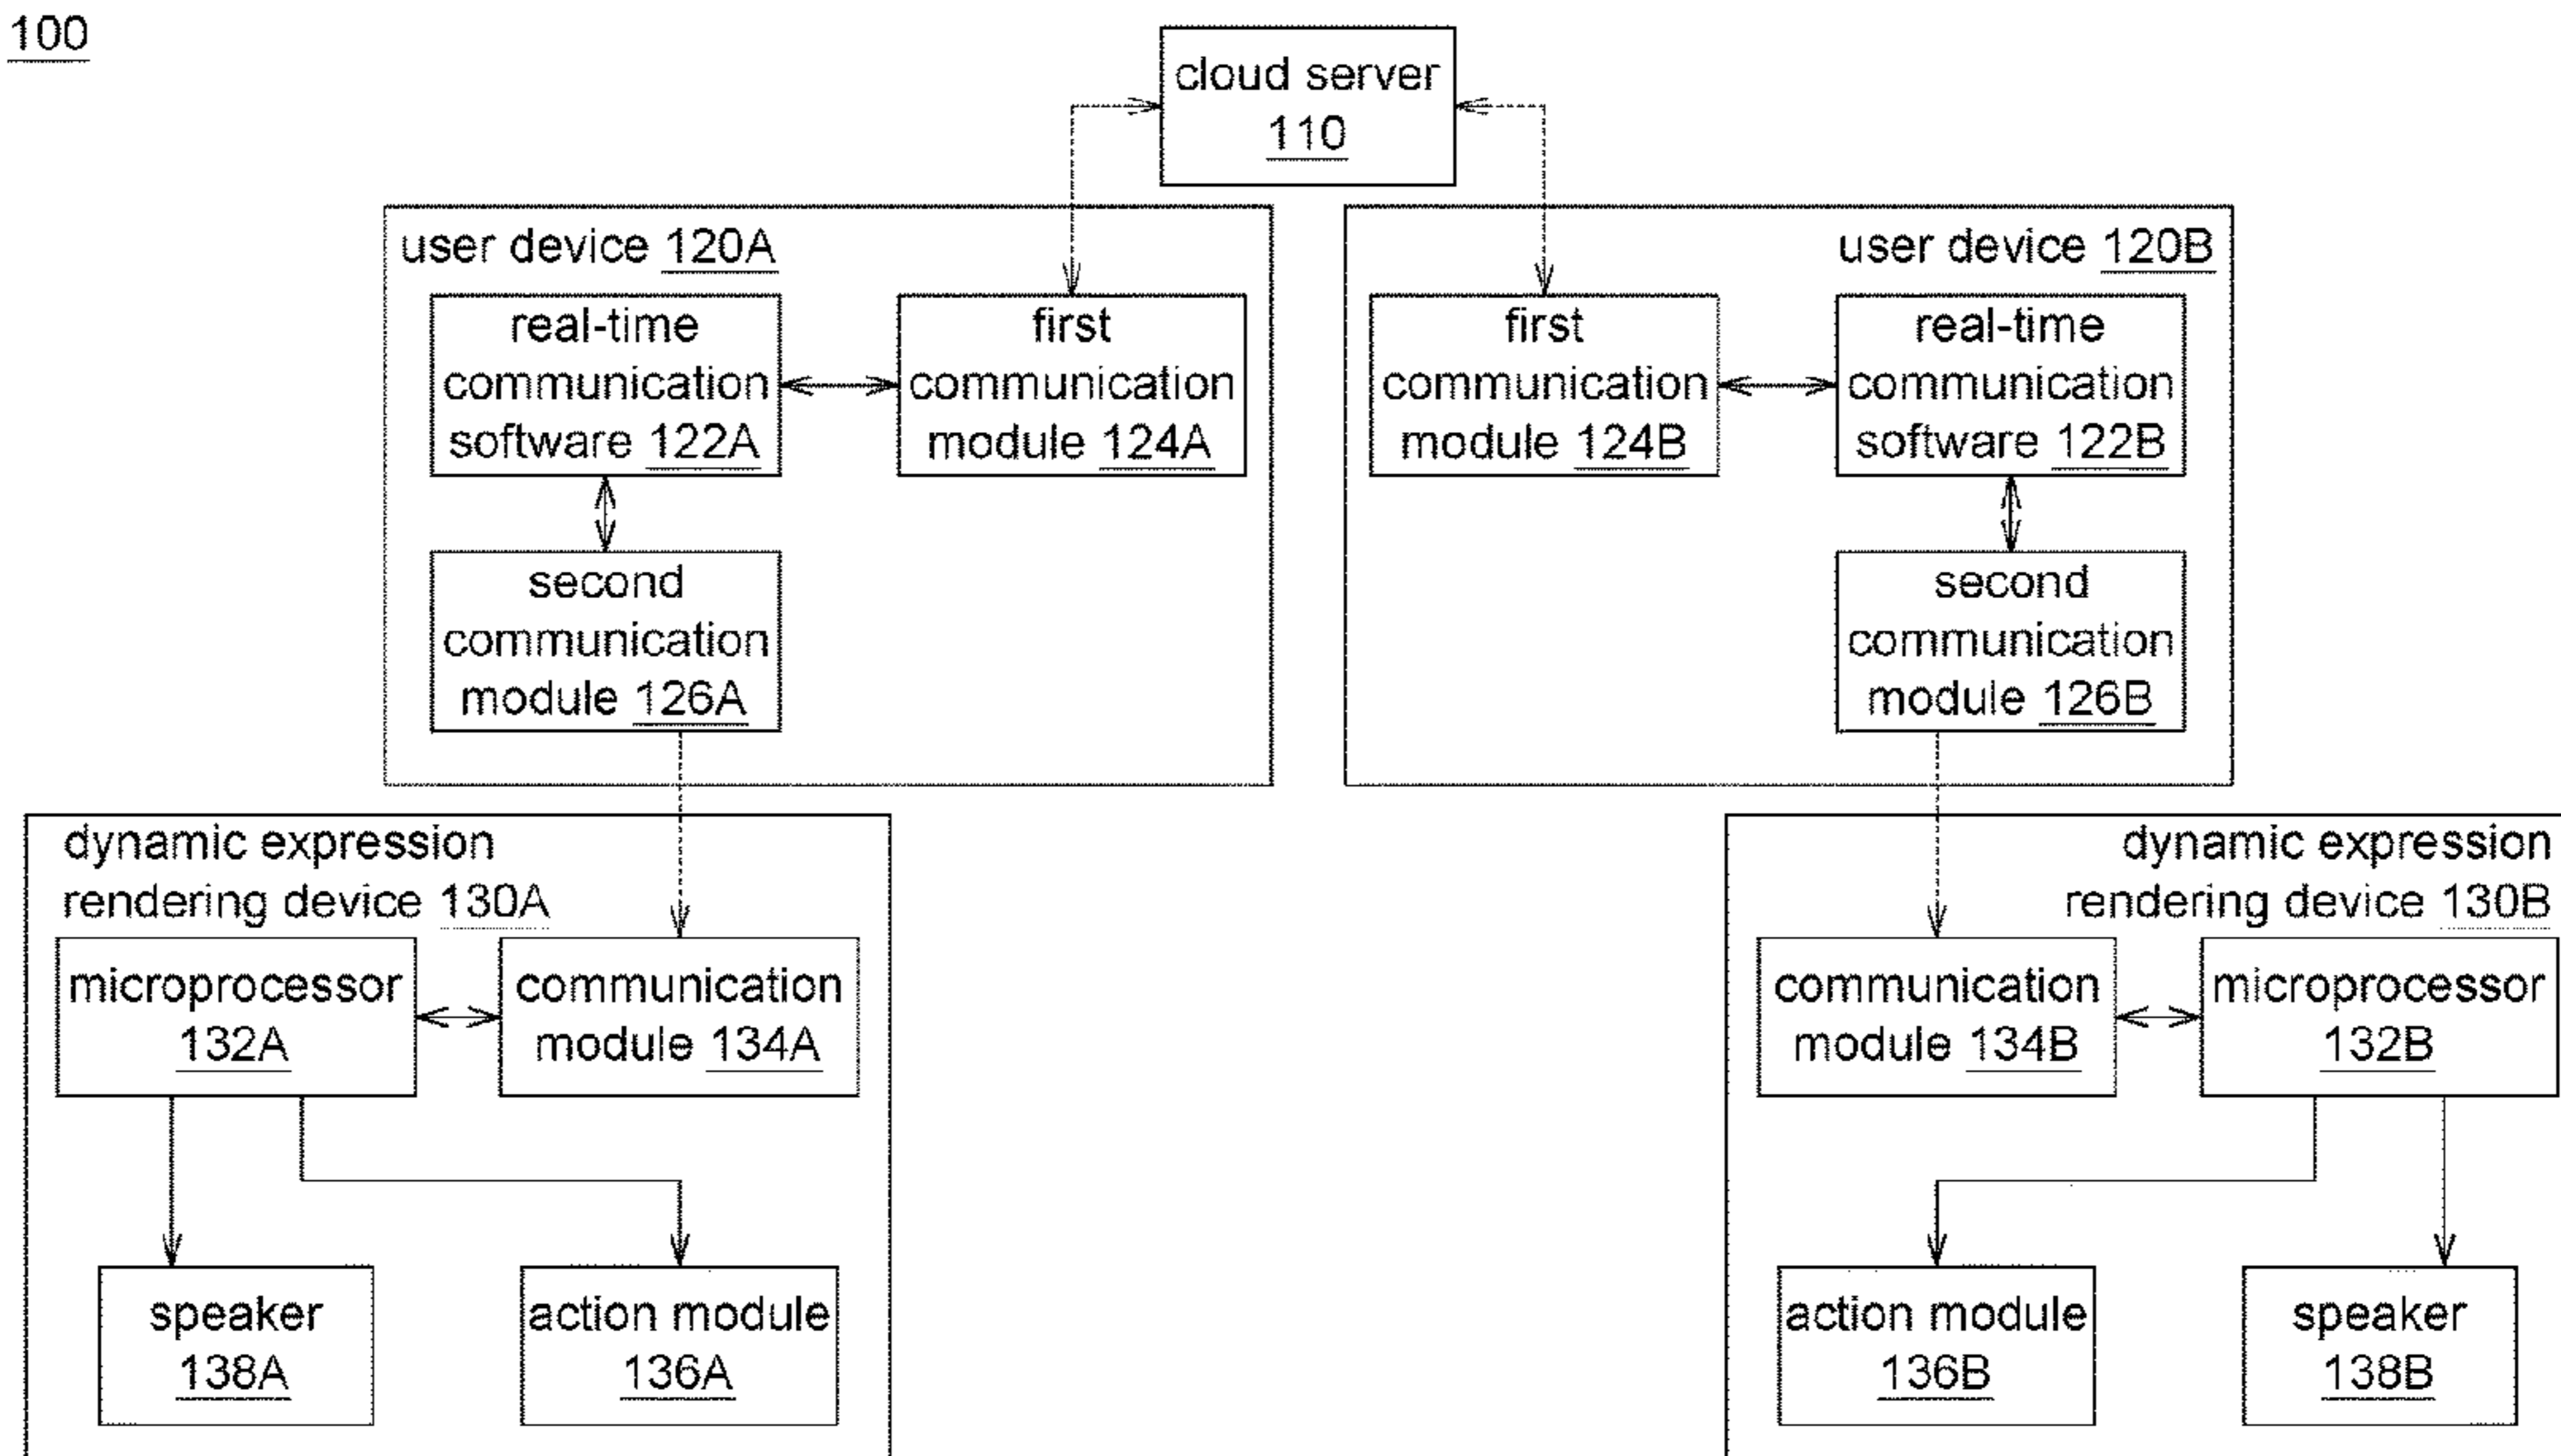 100
cloud server
110
user device 120A
real-time
communication
software 122A
first
communication
module 124A
second
communication
module 126A
user device 120B
first
communication
module 124B
real-time
communication
software 122B
second
communication
module 126B
dynamic expression
rendering device 130A
microprocessor
132A
communication
module 134A
speaker
138A
action module
136A
dynamic expression
rendering device 130B
communication
module 134B
microprocessor
132B
action module
136B
speaker
138B